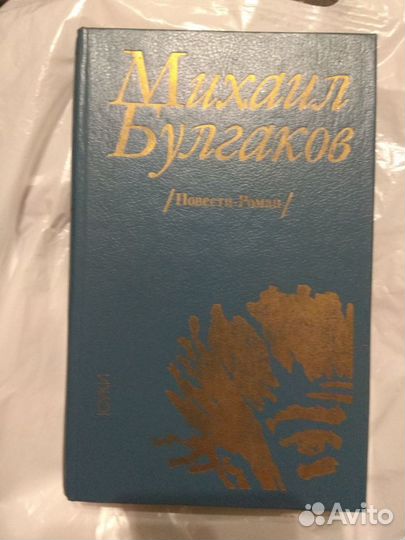 Михаил
Булгаков
/Повести·Роман/
Avito